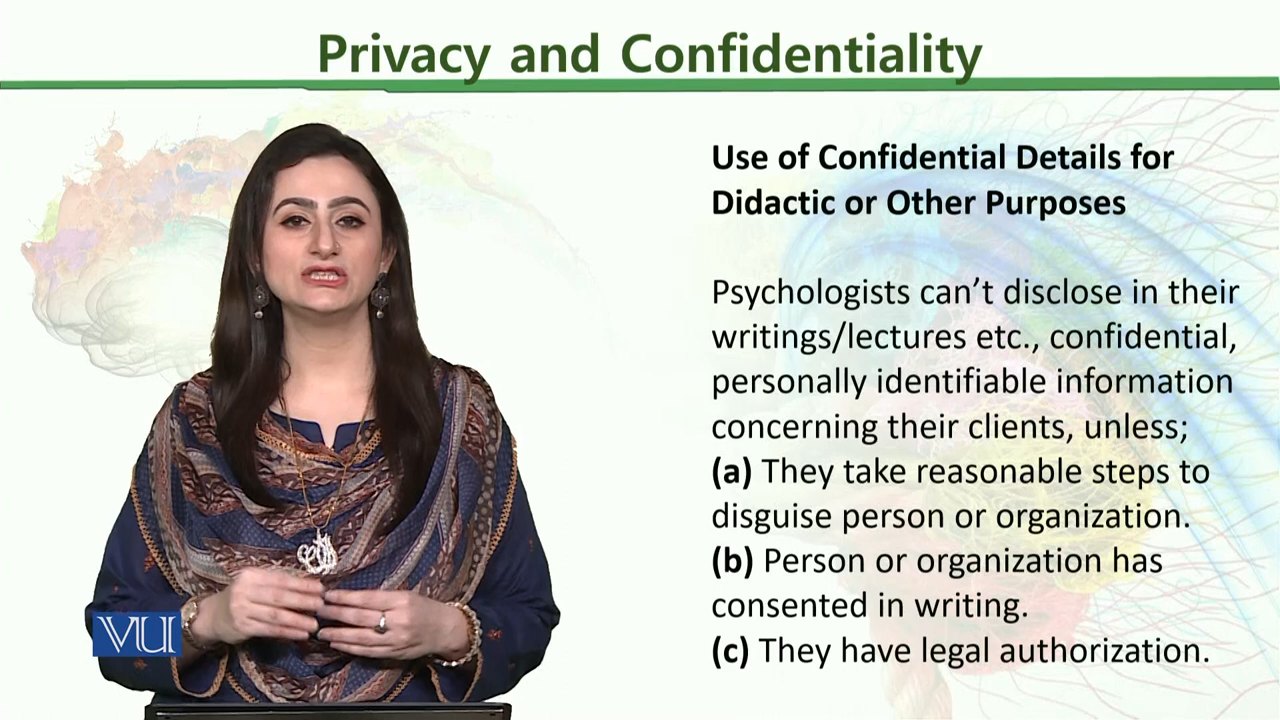 Privacy and Confidentiality
Use of Confidential Details for
Didactic or Other Purposes
Psychologists can’t disclose in their
writings/lectures etc., confidential,
personally identifiable information
concerning their clients, unless;
(a) They take reasonable steps to
disguise person or organization.
(b) Person or organization has
consented in writing.
(c) They have legal authorization.
VU